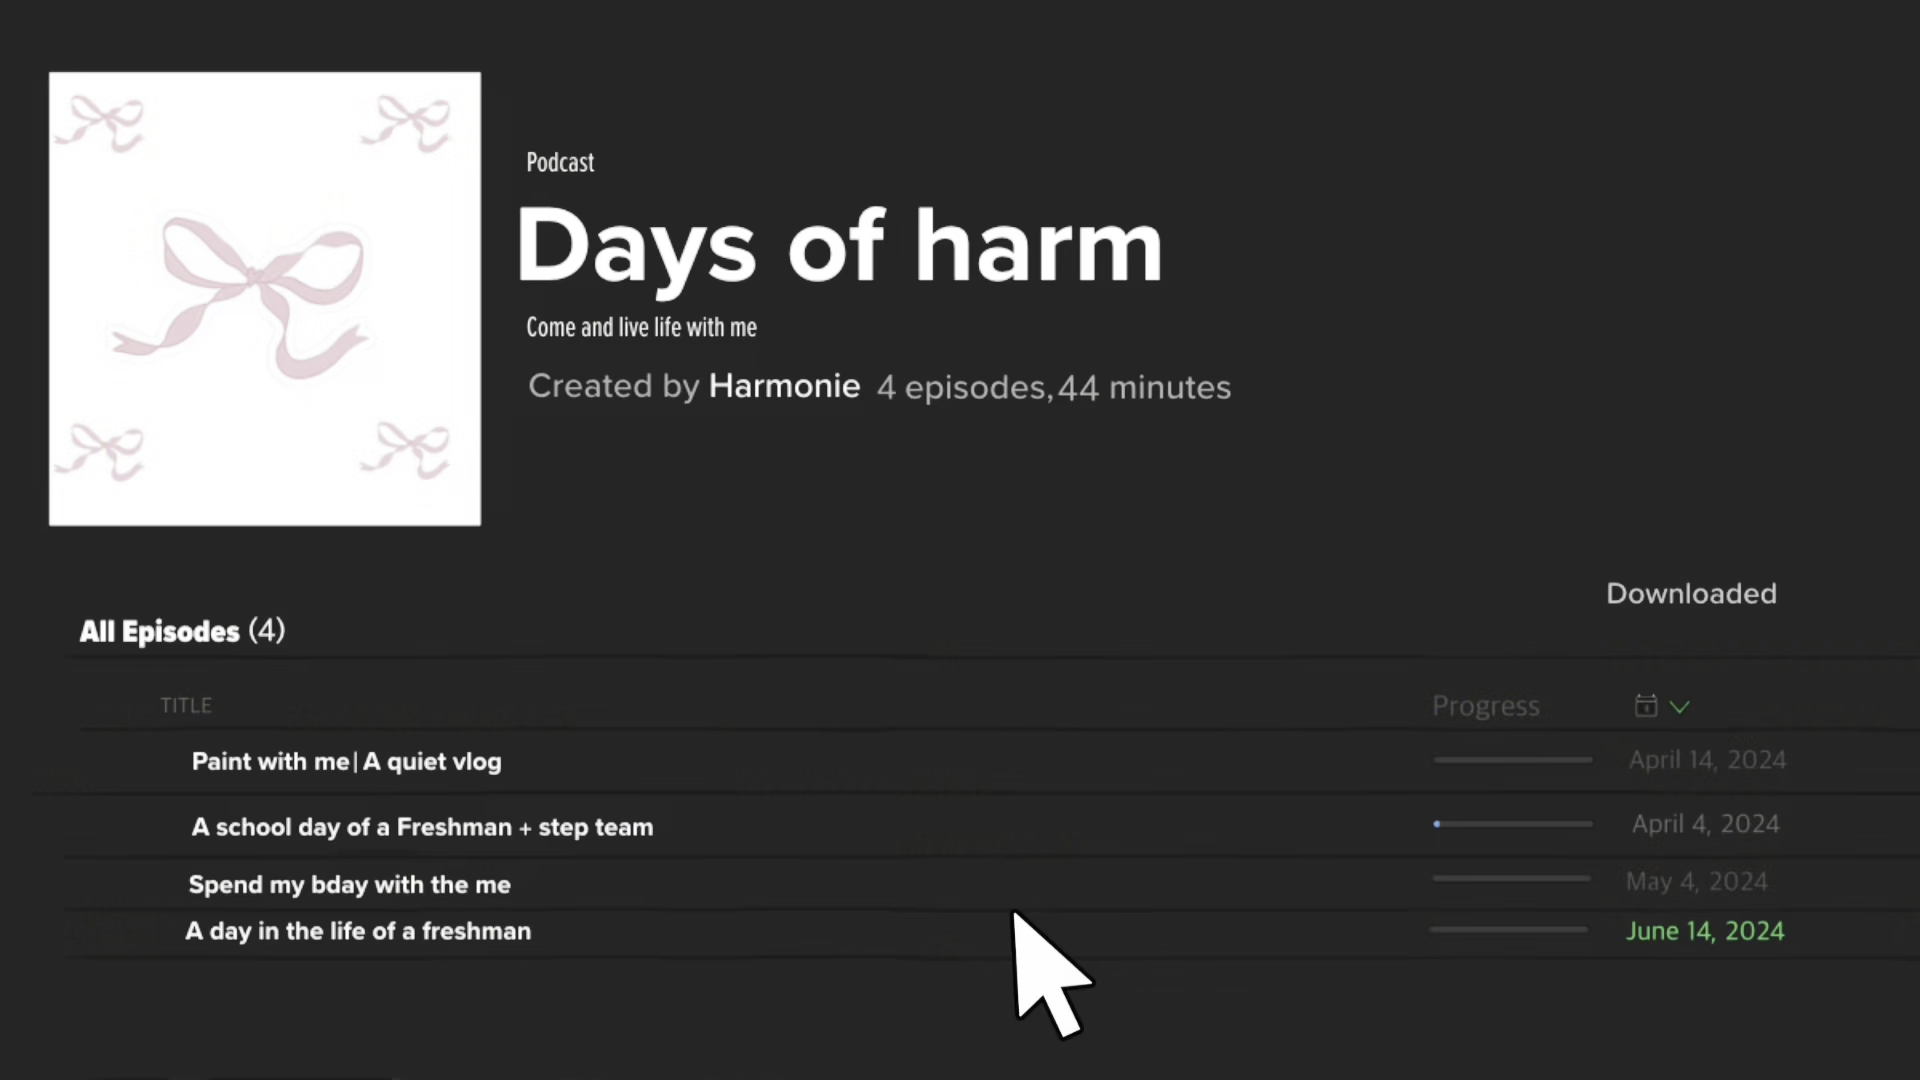 Podcast
Days of harm
Come and live life with me
Created by Harmonie 4 episodes, 44 minutes
Downloaded
All Episodes (4)
TITLE Progress
Paint with me| A quiet vlog April 14, 2024
A school day of a Freshman + step team April 4, 2024
Spend my bday with the me May 4, 2024
A day in the life of a freshman June 14, 2024